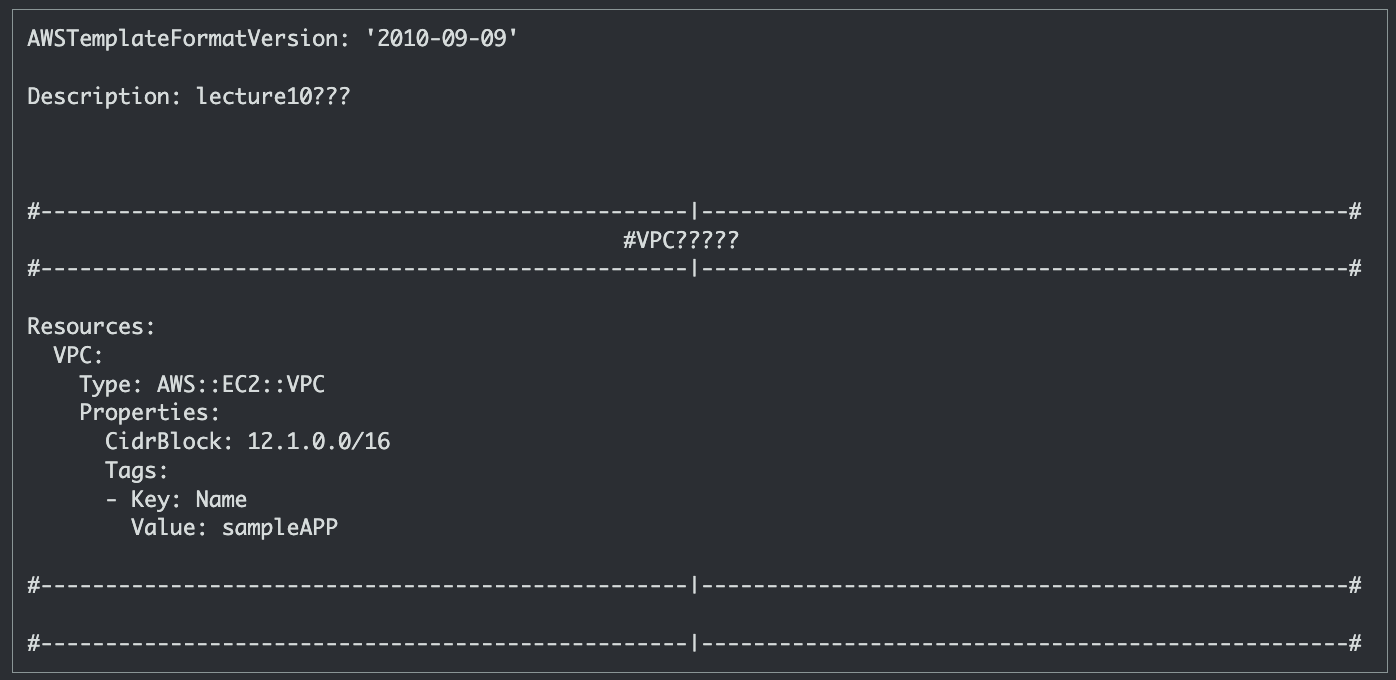 AWSTemplateFormatVersion: '2010-09-09'
Description: lecture10???
#--------------------------------------------------|--------------------------------------------------#
#VPC?????
#--------------------------------------------------|--------------------------------------------------#
Resources:
VPC:
Type: AWS::EC2::VPC
Properties:
CidrBlock: 12.1.0.0/16
Tags:
- Key: Name
Value: sampleAPP
#--------------------------------------------------|--------------------------------------------------#
#--------------------------------------------------|--------------------------------------------------#